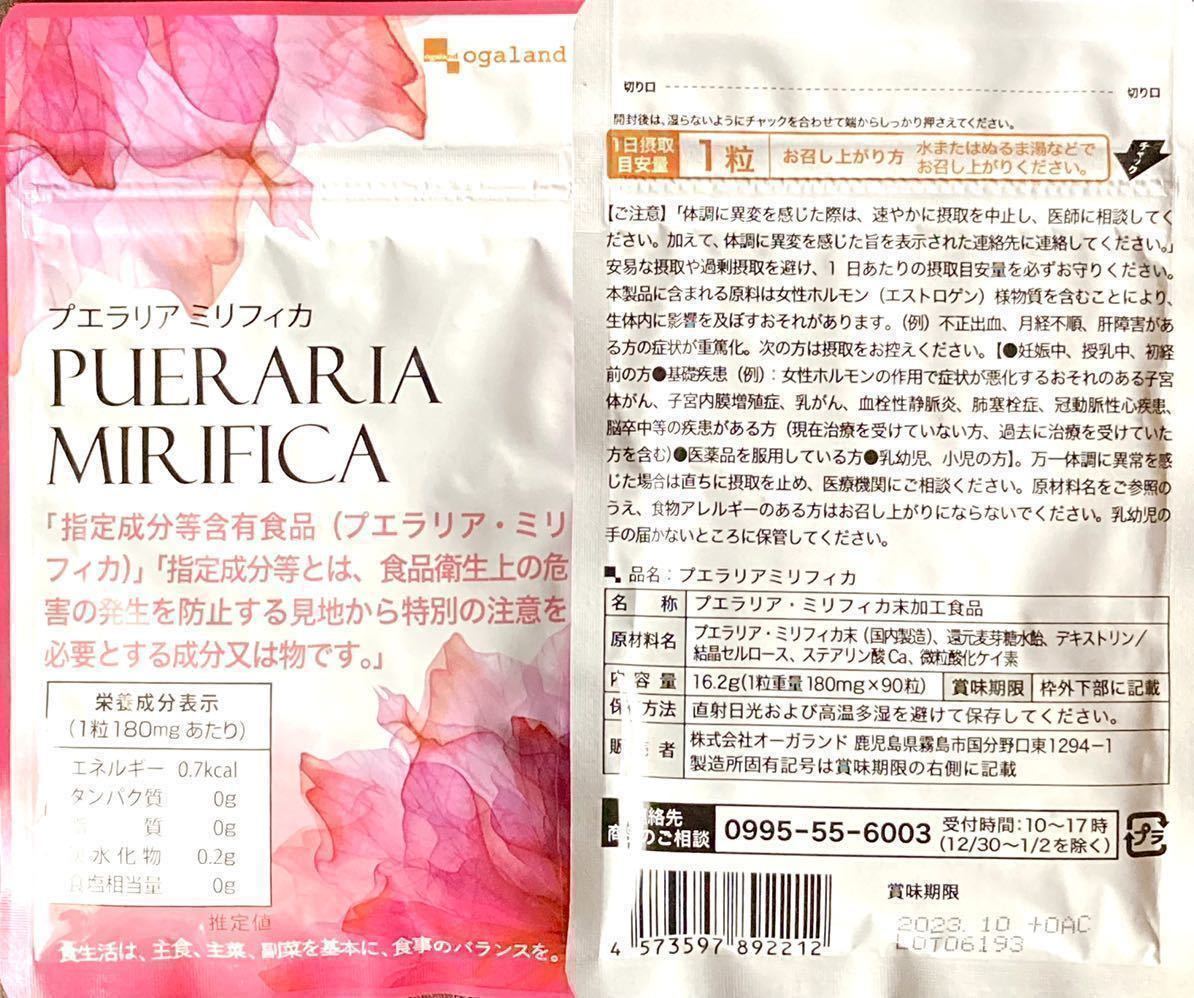 ogaland
ogaland
プエラリア ミリフィカ
PUERARIA
MIRIFICA
「指定成分等含有食品（プエラリア・ミリ
フィカ）」「指定成分等とは、食品衛生上の危
害の発生を防止する見地から特別の注意を
必要とする成分又は物です。」
栄養成分表示
(1粒180mgあたり)
エネルギー 0.7kcal
タンパク質 0g
質 0g
水化物 0.2g
食塩相当量 0g
推定値
食生活は、主食、主菜、副菜を基本に、食事のバランスを。
切り口 切り口
開封後は、湿らないようにチャックを合わせて端からしっかり押さえてください。
1日摂取
目安量
1粒
お召し上がり方
水またはぬるま湯などで
お召し上がりください。
チャック
【ご注意】「体調に異変を感じた際は、速やかに摂取を中止し、医師に相談してく
ださい。加えて、体調に異変を感じた旨を表示された連絡先に連絡してください。」
安易な摂取や過剰摂取を避け、1 日あたりの摂取目安量を必ずお守りください。
本製品に含まれる原料は女性ホルモン（エストロゲン）様物質を含むことにより、
生体内に影響を及ぼすおそれがあります。（例）不正出血、月経不順、肝障害があ
る方の症状が重篤化。次の方は摂取をお控えください。【●妊娠中、授乳中、初経
前の方●基礎疾患（例）：女性ホルモンの作用で症状が悪化するおそれのある子宮
体がん、子宮内膜増殖症、乳がん、血栓性静脈炎、肺塞栓症、冠動脈性心疾患、
脳卒中等の疾患がある方（現在治療を受けていない方、過去に治療を受けていた
方を含む）●医薬品を服用している方●乳幼児、小児の方】。万一体調に異常を感
じた場合は直ちに摂取を止め、医療機関にご相談ください。原材料名をご参照の
うえ、食物アレルギーのある方はお召し上がりにならないでください。乳幼児の
手の届かないところに保管してください。
品名：プエラリアミリフィカ
名 称 プエラリア・ミリフィカ末加工食品
原材料名 プエラリア・ミリフィカ末（国内製造）、還元麦芽糖水飴、デキストリン／
結晶セルロース、ステアリン酸Ca、微粒酸化ケイ素
内容量 16.2g(1粒重量180mg×90粒) 賞味期限 枠外下部に記載
保 方法 直射日光および高温多湿を避けて保存してください。
販 者 株式会社オーガランド 鹿児島県霧島市国分野口東1294−1
製造所固有記号は賞味期限の右側に記載
絡先
商 のご相談
0995-55-6003
受付時間：10〜17時
(12/30〜1/2を除く)
プラ
賞味期限
2023. 10 +OAC
LOT06193
4 573597 892212